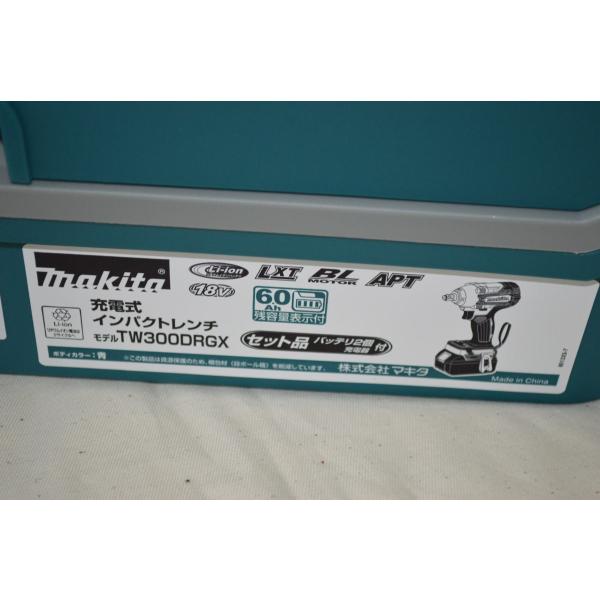 makita
Li-ion
LXT
BL
MOTOR
APT
18V
6.0
Ah
残容量表示付
充電式
インパクトレンチ
モデルTW300DRGX
Li-ion
セット品 バッテリ2個 充電器 付
ボディカラー：青
※この製品は資源保護のため、梱包材（段ボール箱）を削減しています。
株式会社マキタ
Made in China